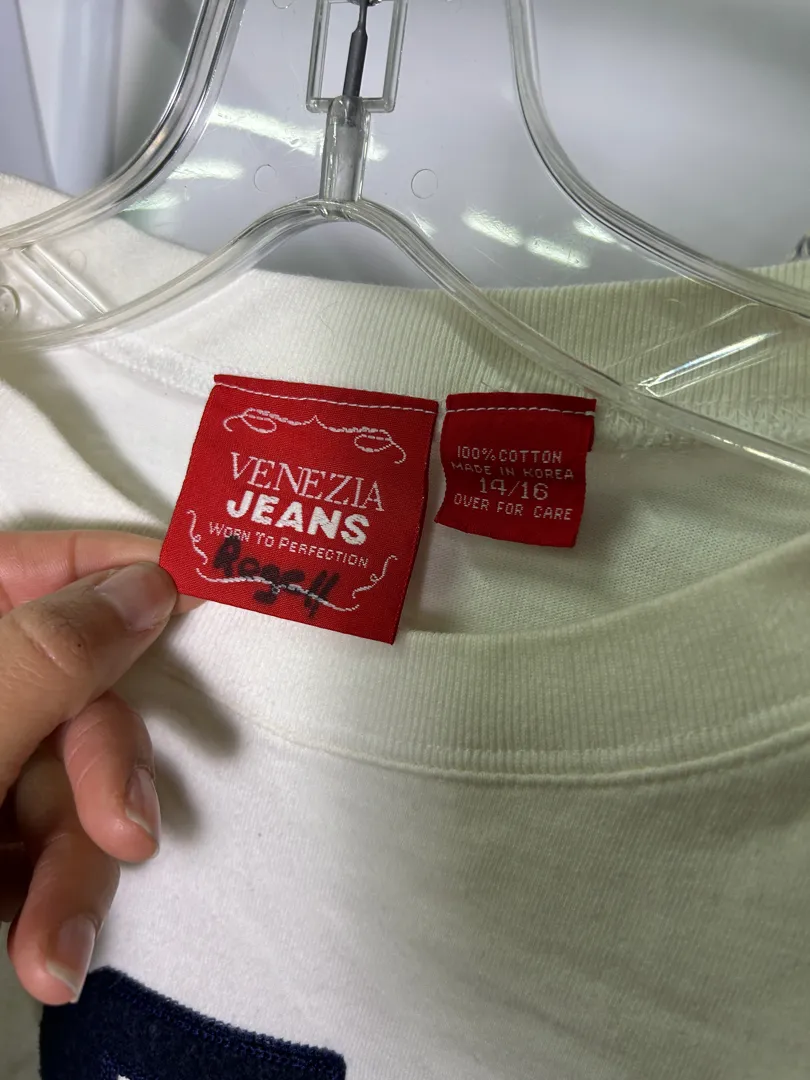 VENEZIA
JEANS
WORN TO PERFECTION
100% COTTON
MADE IN KOREA
14/16
OVER FOR CARE